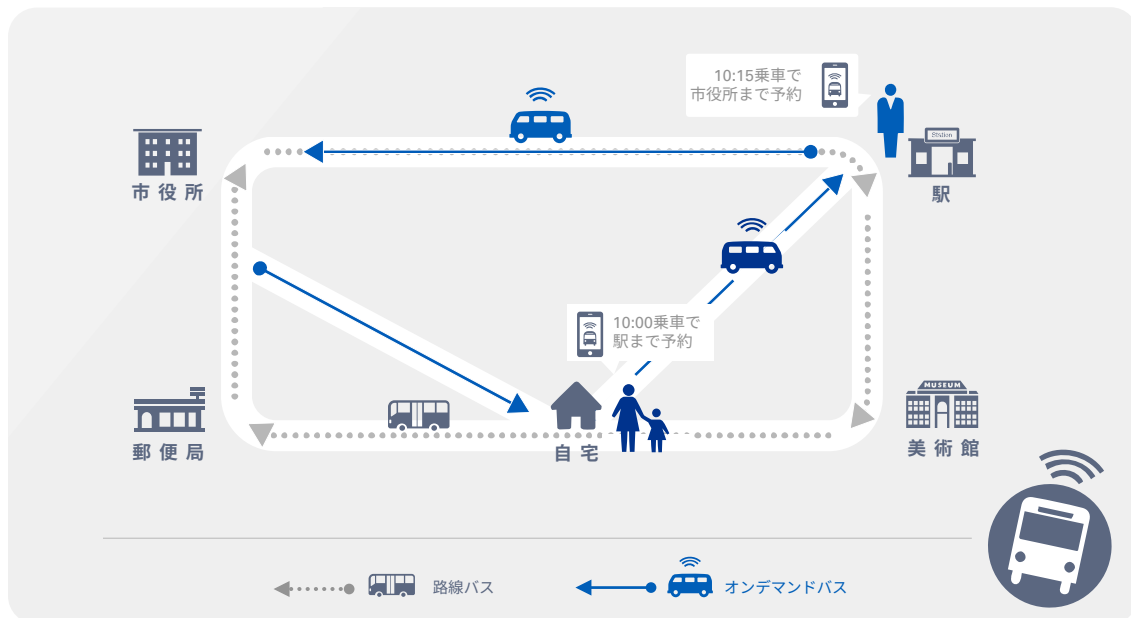 10:15乗車で
市役所まで予約
Station
市役所
駅
10:00乗車で
駅まで予約
MUSEUM
郵便局
自宅
美術館
路線バス
オンデマンドバス